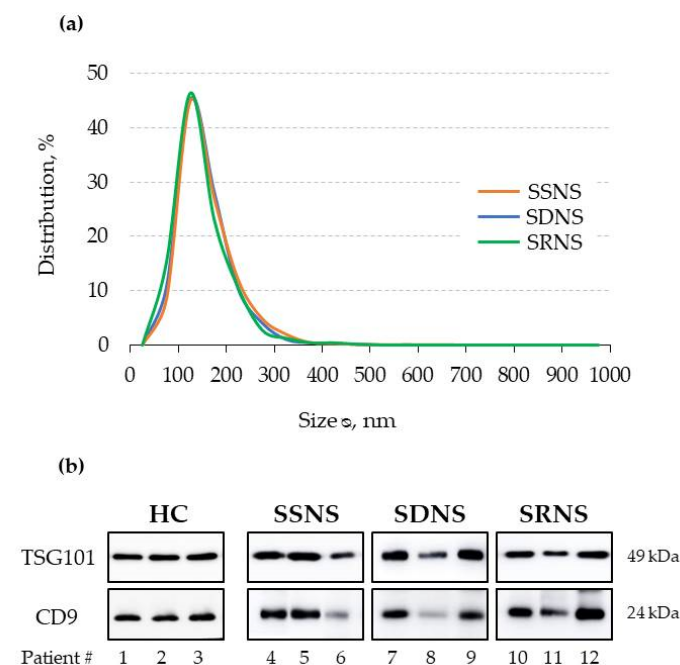 (a)
50
40
30
20
10
0
Distribution, %
SSNS
SDNS
SRNS
0 100 200 300 400 500 600 700 800 900 1000
Size ⌀, nm
(b)
HC SSNS SDNS SRNS
TSG101 49 kDa
CD9 24 kDa
Patient # 1 2 3 4 5 6 7 8 9 10 11 12